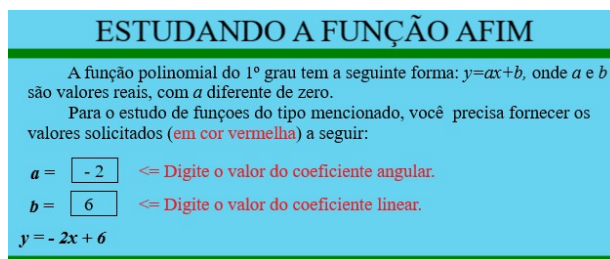 ESTUDANDO A FUNÇÃO AFIM
A função polinomial do 1º grau tem a seguinte forma: y=ax+b, onde a e b
são valores reais, com a diferente de zero.
Para o estudo de funçoes do tipo mencionado, você precisa fornecer os
valores solicitados (em cor vermelha) a seguir:
a = - 2 <= Digite o valor do coeficiente angular.
b = 6 <= Digite o valor do coeficiente linear.
y = - 2x + 6